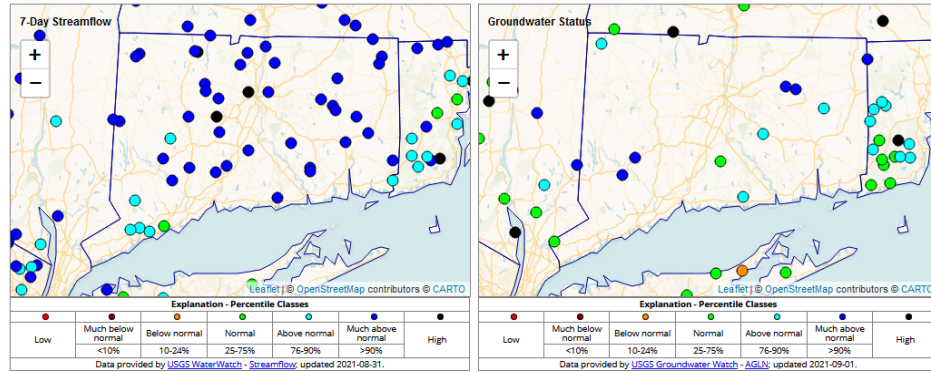 7-Day Streamflow
+
−
Leaflet | © OpenStreetMap contributors © CARTO
Explanation - Percentile Classes
Low
Much below normal
Below normal
Normal
Above normal
Much above normal
High
<10%
10-24%
25-75%
76-90%
>90%
Data provided by USGS WaterWatch - Streamflow; updated 2021-08-31.
Groundwater Status
+
−
Leaflet | © OpenStreetMap contributors © CARTO
Explanation - Percentile Classes
Low
Much below normal
Below normal
Normal
Above normal
Much above normal
High
<10%
10-24%
25-75%
76-90%
>90%
Data provided by USGS Groundwater Watch - AGLN; updated 2021-09-01.